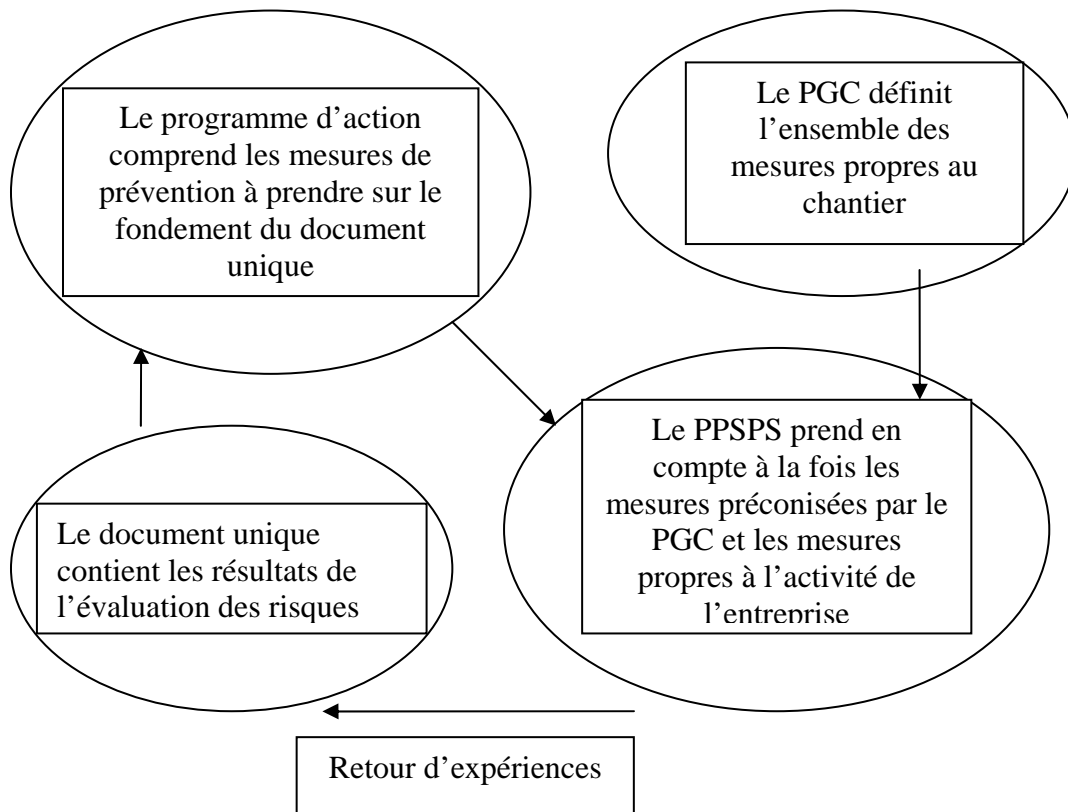 Le programme d’action
comprend les mesures de
prévention à prendre sur le
fondement du document
unique
Le PGC définit
l’ensemble des
mesures propres au
chantier
Le document unique
contient les résultats de
l’évaluation des risques
Le PPSPS prend en
compte à la fois les
mesures préconisées par le
PGC et les mesures
propres à l’activité de
l’entreprise
Retour d’expériences